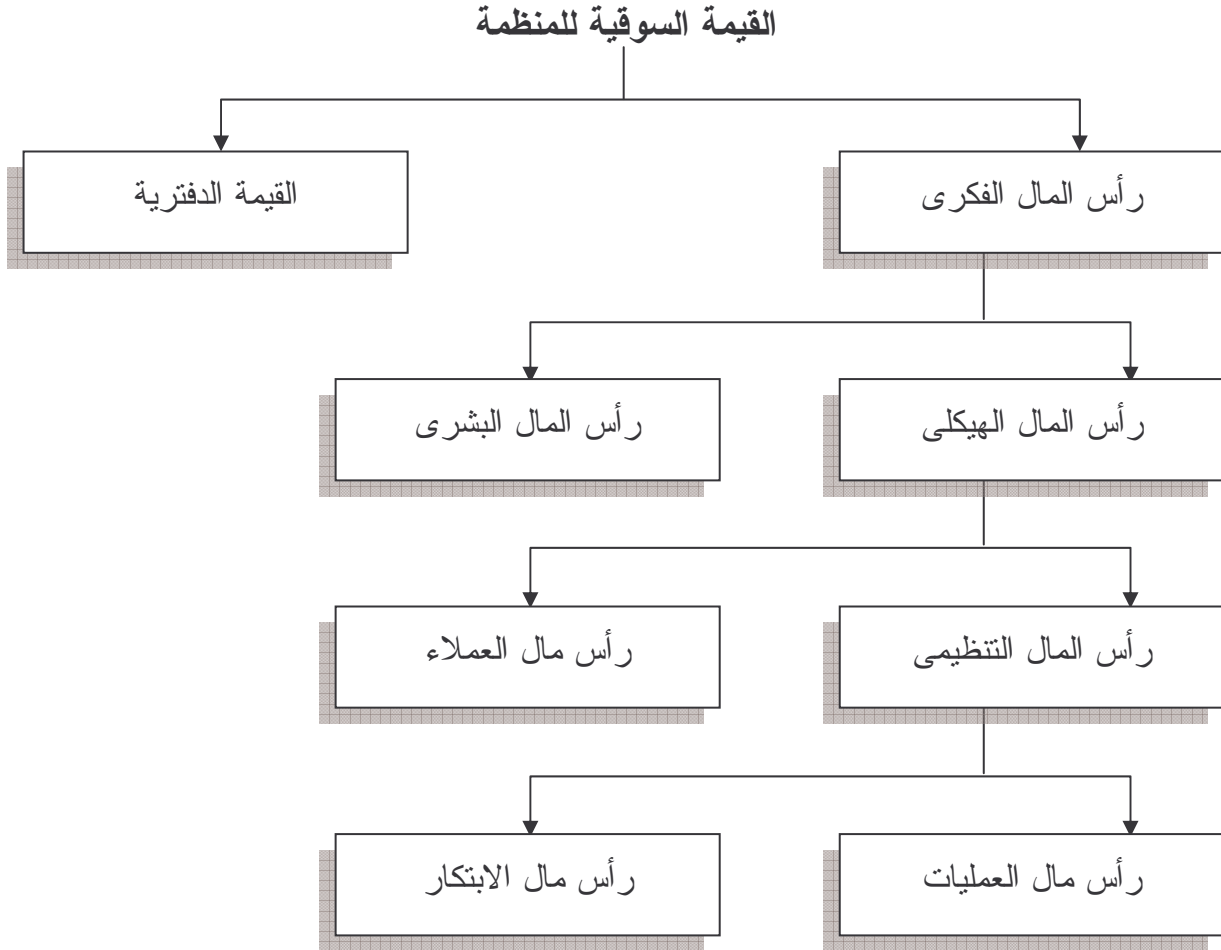 القيمة السوقية للمنظمة
رأس المال الفكرى
القيمة الدفترية
رأس المال الهيكلى
رأس المال البشرى
رأس المال التنظيمى
رأس مال العملاء
رأس مال العمليات
رأس مال الابتكار